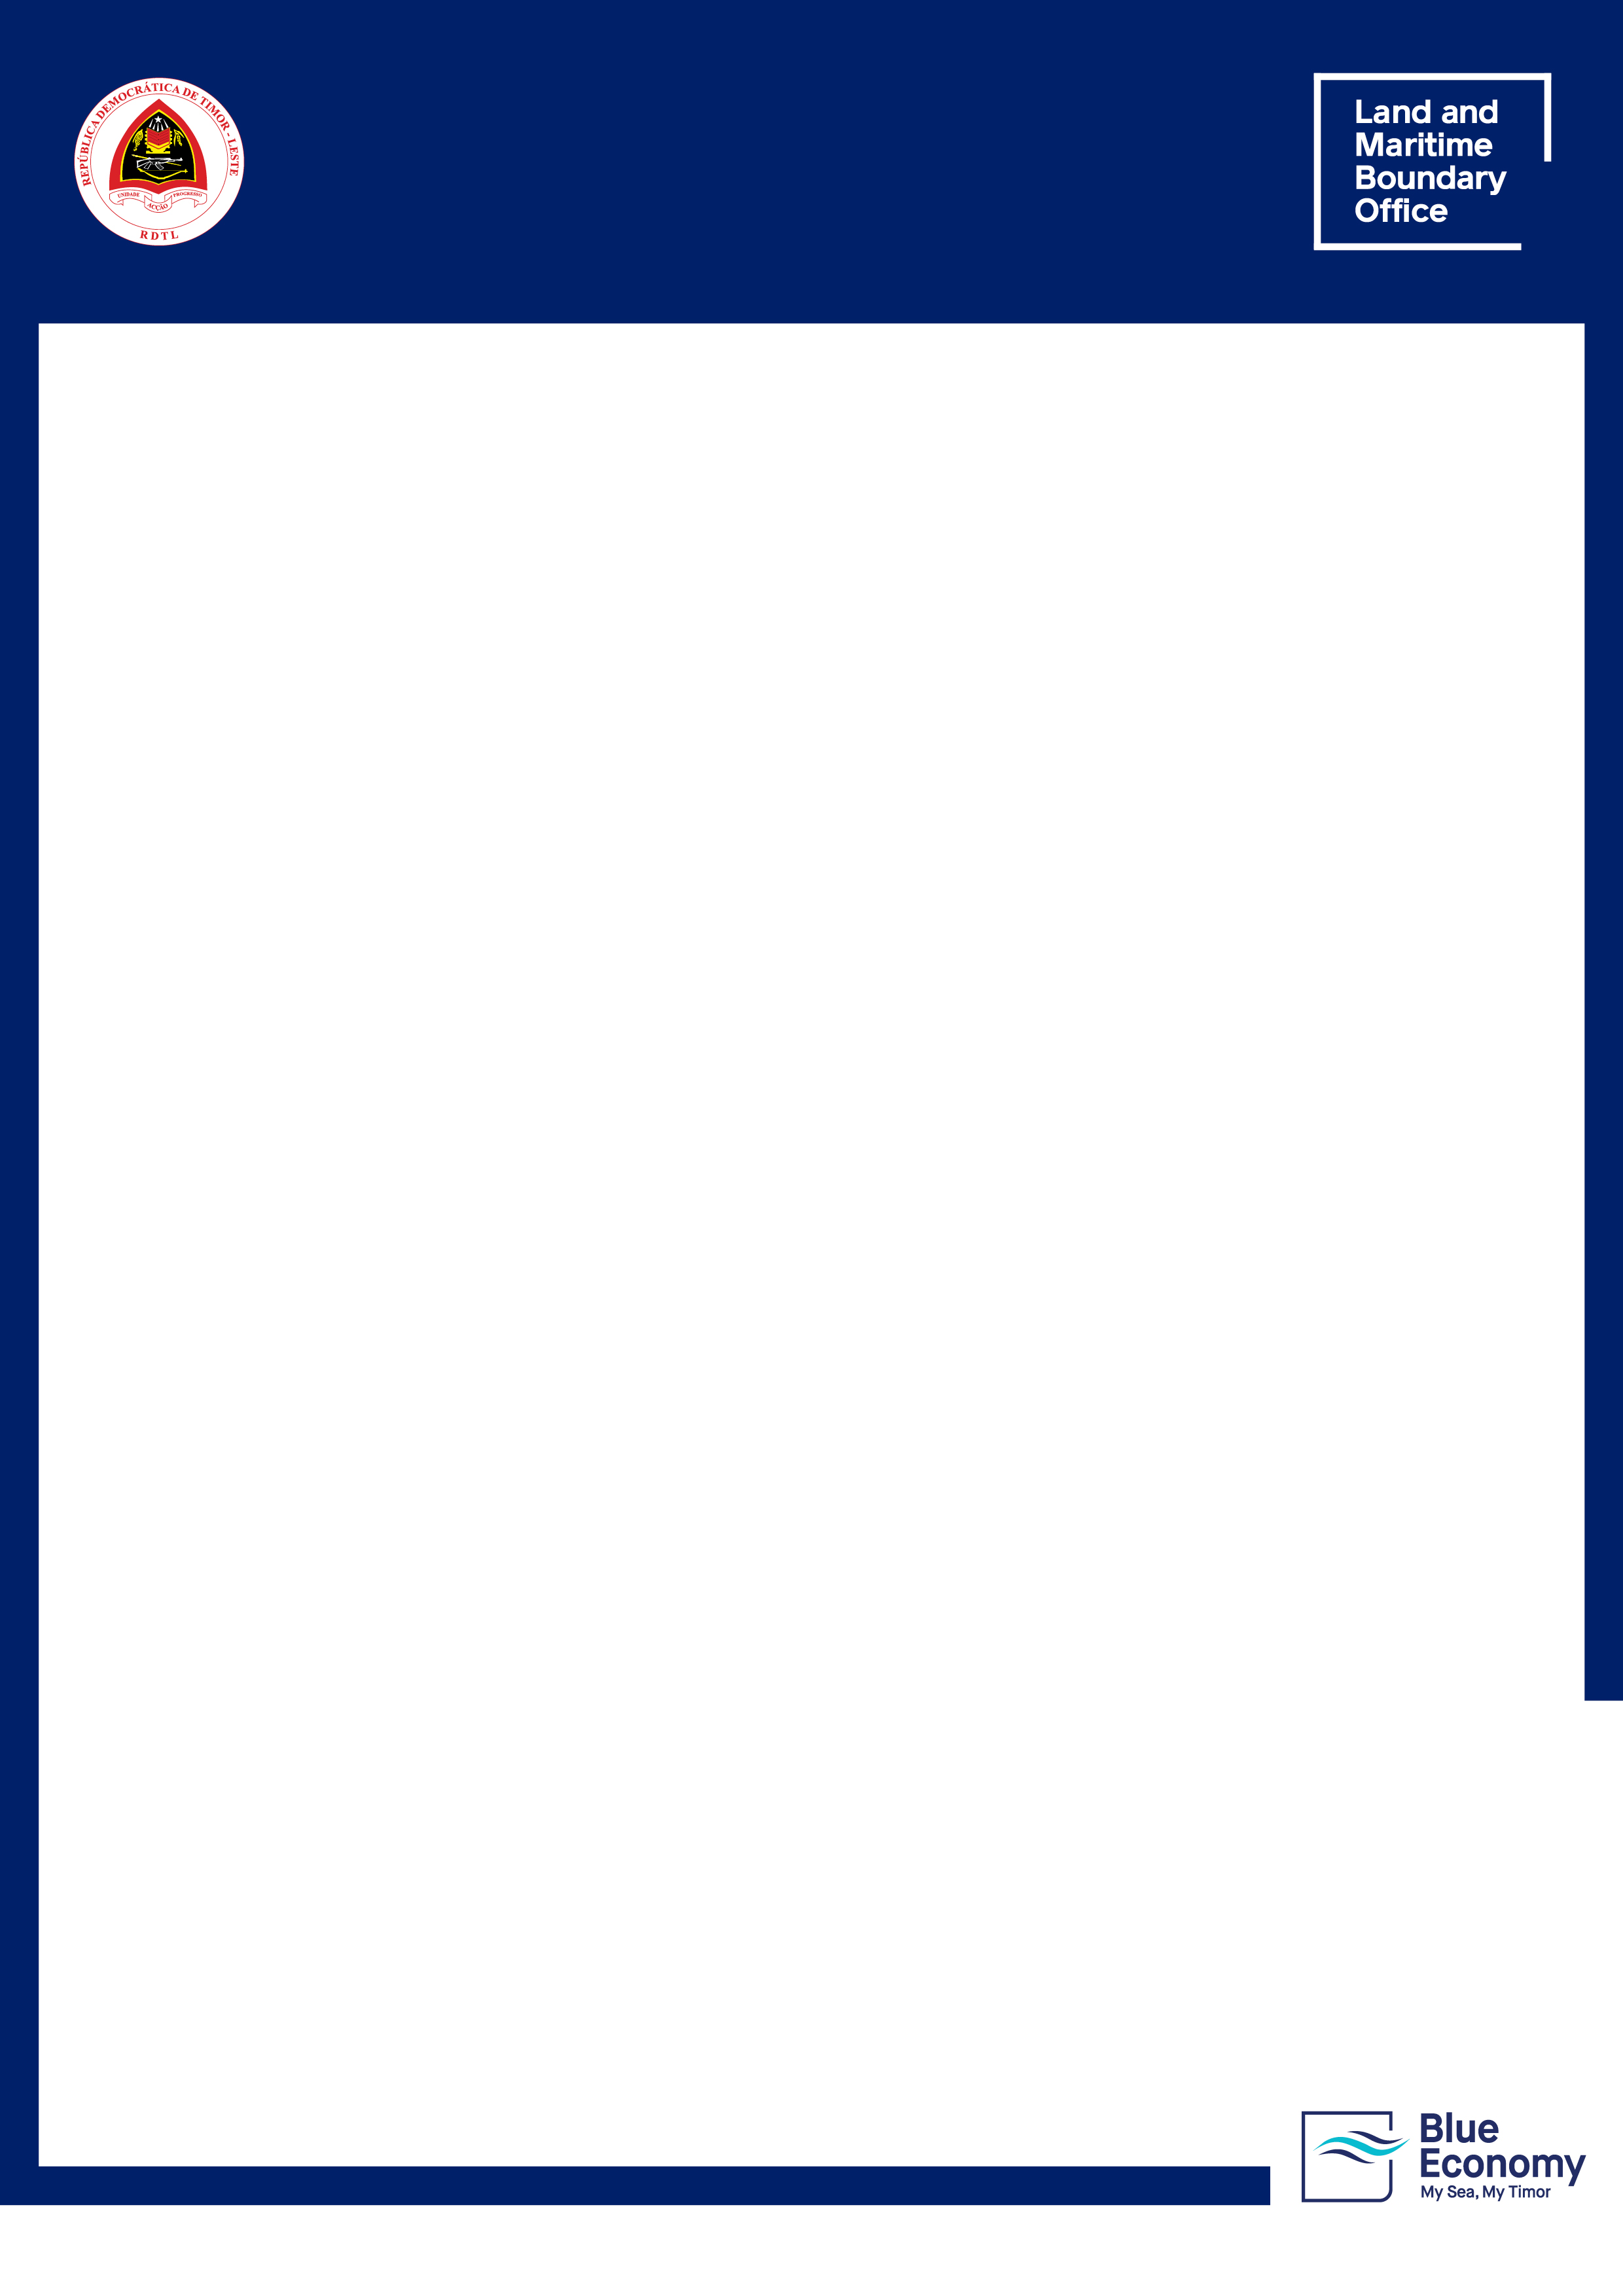 REPÚBLICA DEMOCRÁTICA DE TIMOR - LESTE
UNIDADE
ACÇÃO
PROGRESSO
RDTL
Land and
Maritime
Boundary
Office
Blue
Economy
My Sea, My Timor